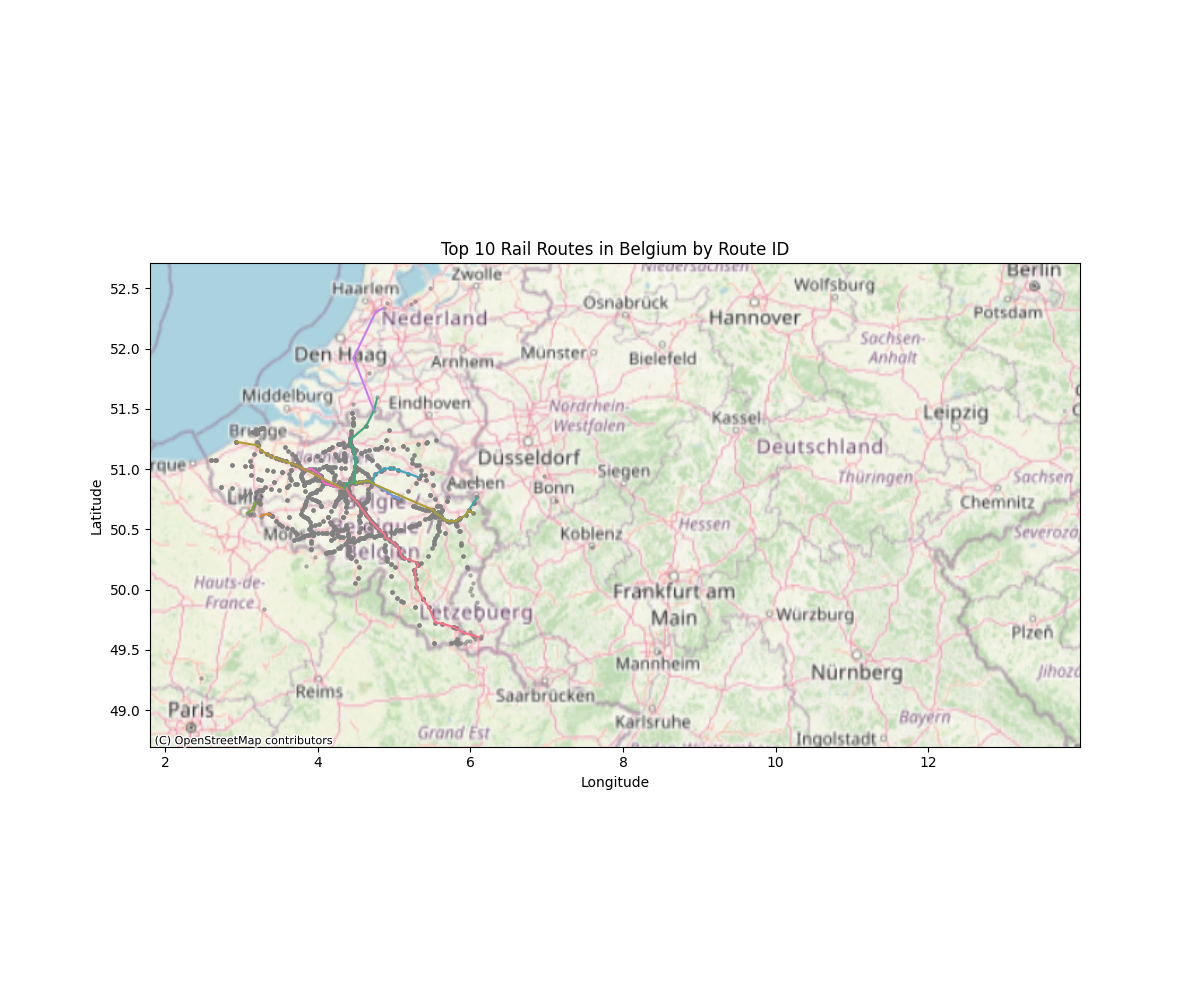 Top 10 Rail Routes in Belgium by Route ID
Niedersachsen
Berlin
Zwolle
Haarlem
Wolfsburg
Osnabrück
Potsdam
Nederland
Hannover
Den Haag
Münster
Bielefeld
Arnhem
Sachsen-
Anhalt
Middelburg
Eindhoven
Nordrhein-
Westfalen
Kassel
Leipzig
Brugge
Deutschland
Düsseldorf
rque
Siegen
Thüringen
Sachsen
Lille
Aachen
Bonn
Chemnitz
België
Belgique /
Belgien
Hessen
Koblenz
Severoza
Mo
Hauts-de-
France
Frankfurt am
Main
Lëtzebuerg
Würzburg
Plzeň
Mannheim
Nürnberg
Jihozá
Reims
Saarbrücken
Paris
Karlsruhe
Bayern
Grand Est
Ingolstadt
(C) OpenStreetMap contributors
52.5
52.0
51.5
51.0
50.5
50.0
49.5
49.0
Latitude
2 4 6 8 10 12
Longitude